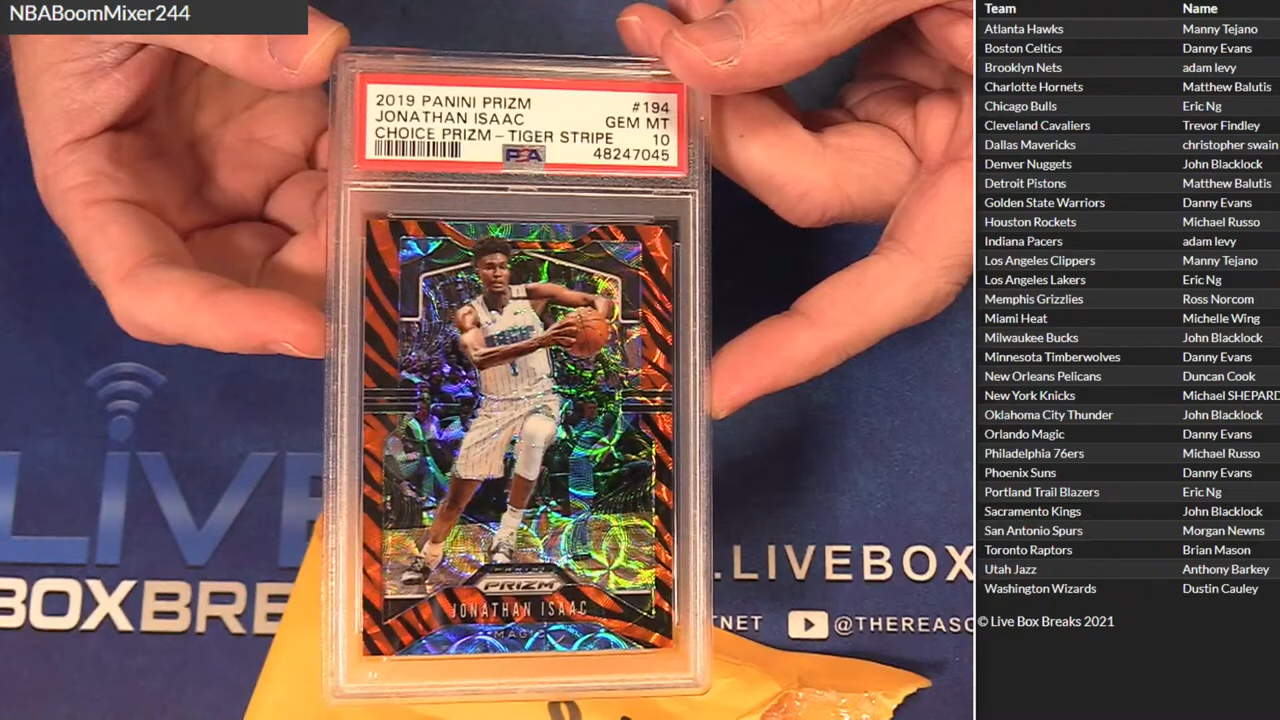 NBABoomMixer244
2019 PANINI PRIZM #194
JONATHAN ISAAC GEM MT
CHOICE PRIZM - TIGER STRIPE 10
PSA 48247045
PANINI
PRIZM
JONATHAN ISAAC
MAGIC
LIVE
BOXBRE
.LIVEBOX
TNET @THEREASO
Team Name
Atlanta Hawks Manny Tejano
Boston Celtics Danny Evans
Brooklyn Nets adam levy
Charlotte Hornets Matthew Balutis
Chicago Bulls Eric Ng
Cleveland Cavaliers Trevor Findley
Dallas Mavericks christopher swain
Denver Nuggets John Blacklock
Detroit Pistons Matthew Balutis
Golden State Warriors Danny Evans
Houston Rockets Michael Russo
Indiana Pacers adam levy
Los Angeles Clippers Manny Tejano
Los Angeles Lakers Eric Ng
Memphis Grizzlies Ross Norcom
Miami Heat Michelle Wing
Milwaukee Bucks John Blacklock
Minnesota Timberwolves Danny Evans
New Orleans Pelicans Duncan Cook
New York Knicks Michael SHEPARD
Oklahoma City Thunder John Blacklock
Orlando Magic Danny Evans
Philadelphia 76ers Michael Russo
Phoenix Suns Danny Evans
Portland Trail Blazers Eric Ng
Sacramento Kings John Blacklock
San Antonio Spurs Morgan Newns
Toronto Raptors Brian Mason
Utah Jazz Anthony Barkey
Washington Wizards Dustin Cauley
© Live Box Breaks 2021